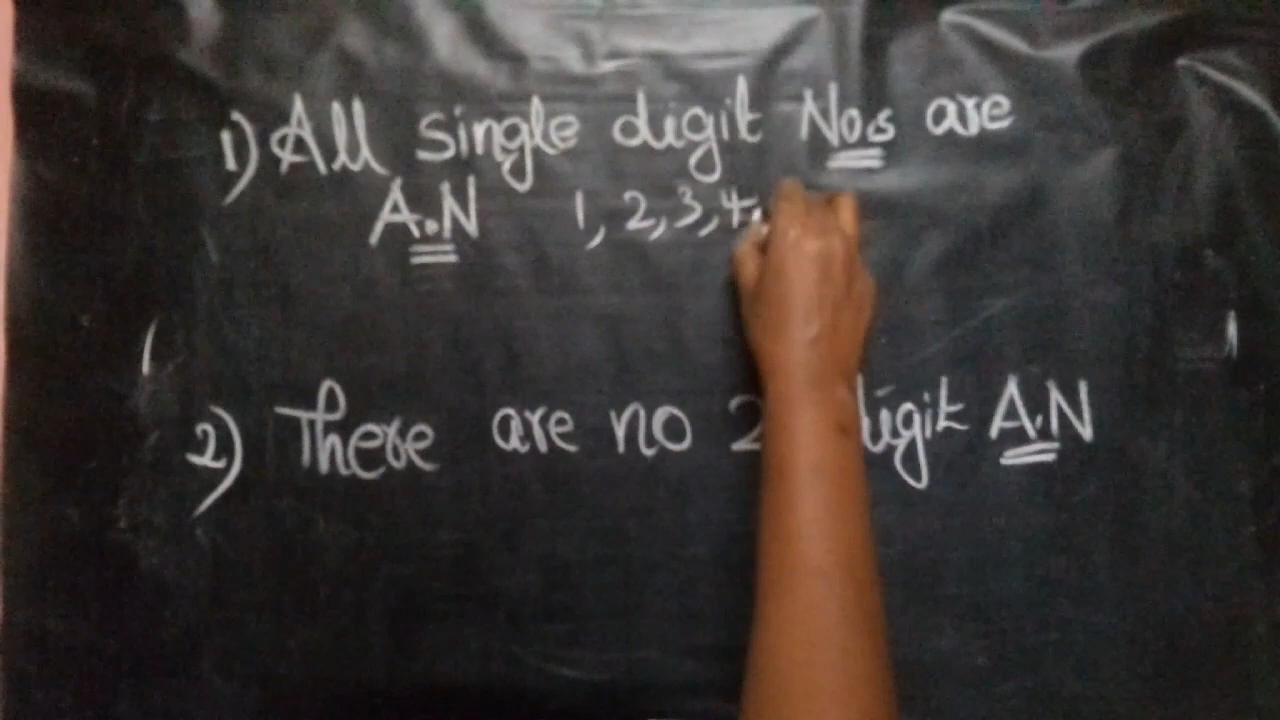 1) All single digit Nos are
A.N 1, 2, 3, 4,
2) There are no 2 digit A.N